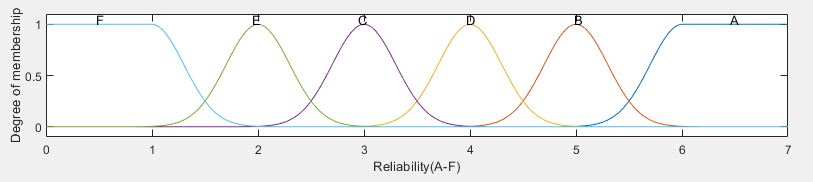 F E C D B A
1
0.5
0
Degree of membership
0 1 2 3 4 5 6 7
Reliability(A-F)